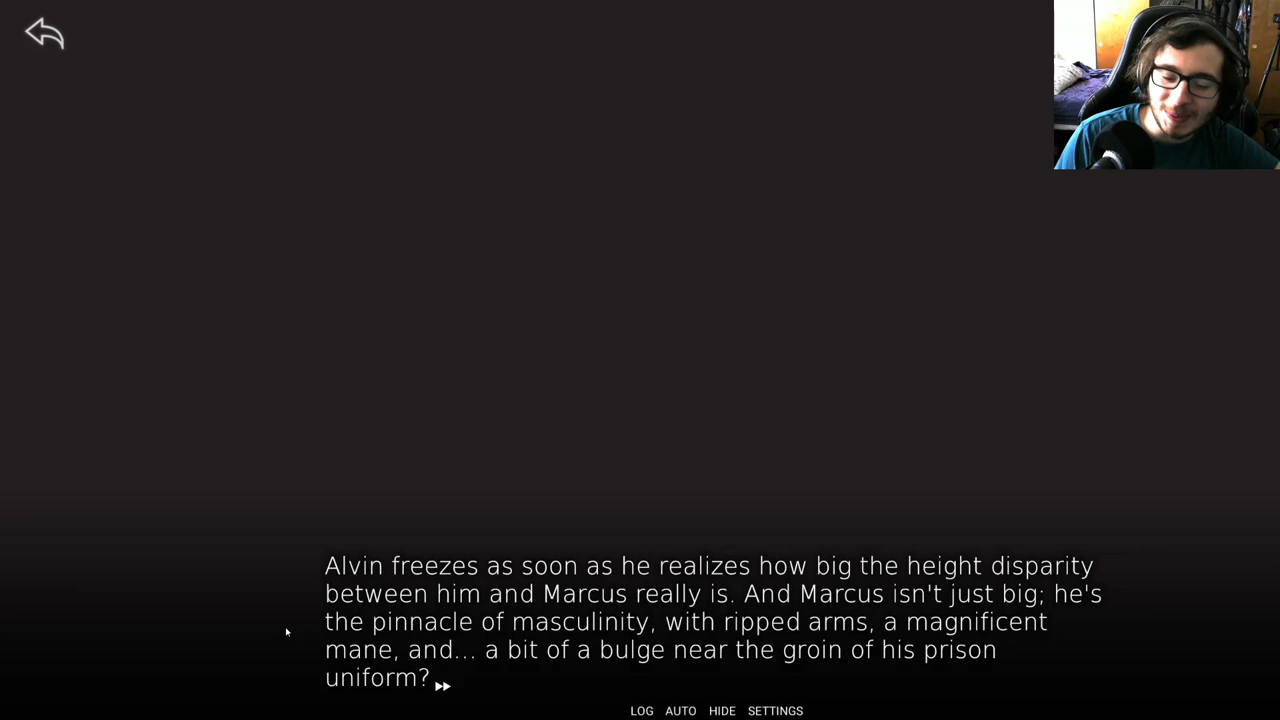 Alvin freezes as soon as he realizes how big the height disparity
between him and Marcus really is. And Marcus isn't just big; he's
the pinnacle of masculinity, with ripped arms, a magnificent
mane, and... a bit of a bulge near the groin of his prison
uniform?
LOG AUTO HIDE SETTINGS